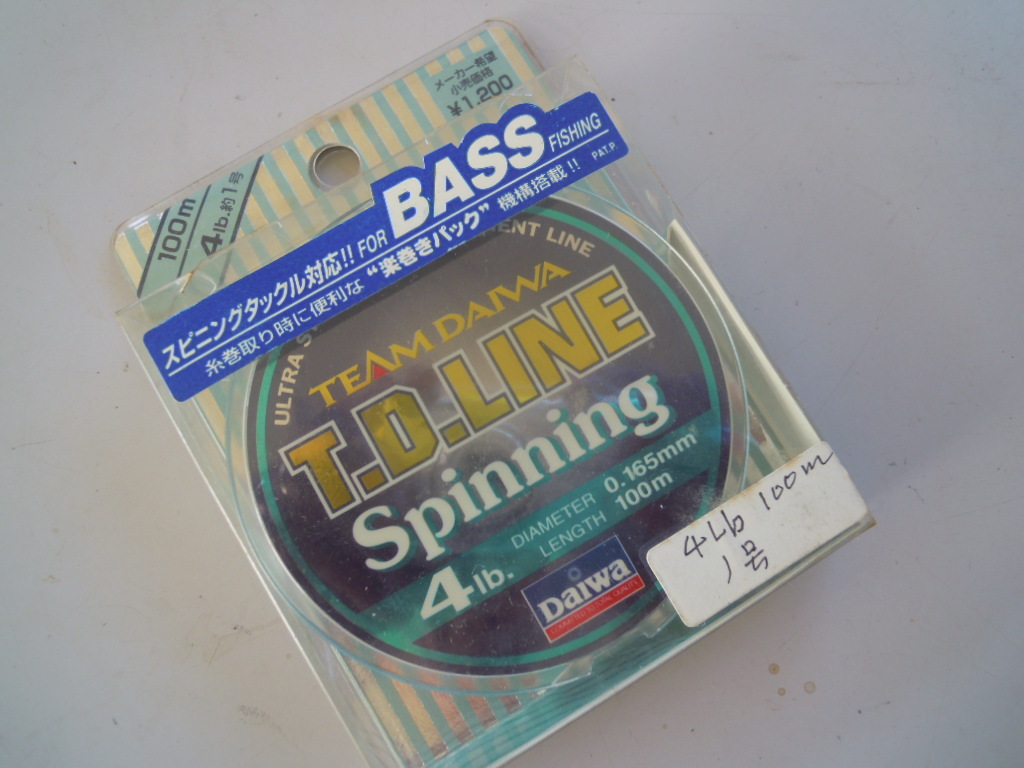 メーカー希望
小売価格
¥1,200
100m
4lb.約1号
スピニングタックル対応!! FOR BASS FISHING
糸巻取り時に便利な “楽巻きパック” 機構搭載!! PAT.P.
ULTRA
LINE
TEAM DAIWA
T.D.LINE
Spinning
DIAMETER 0.165mm
LENGTH 100m
4lb.
Daiwa
4Lb 100m
1号